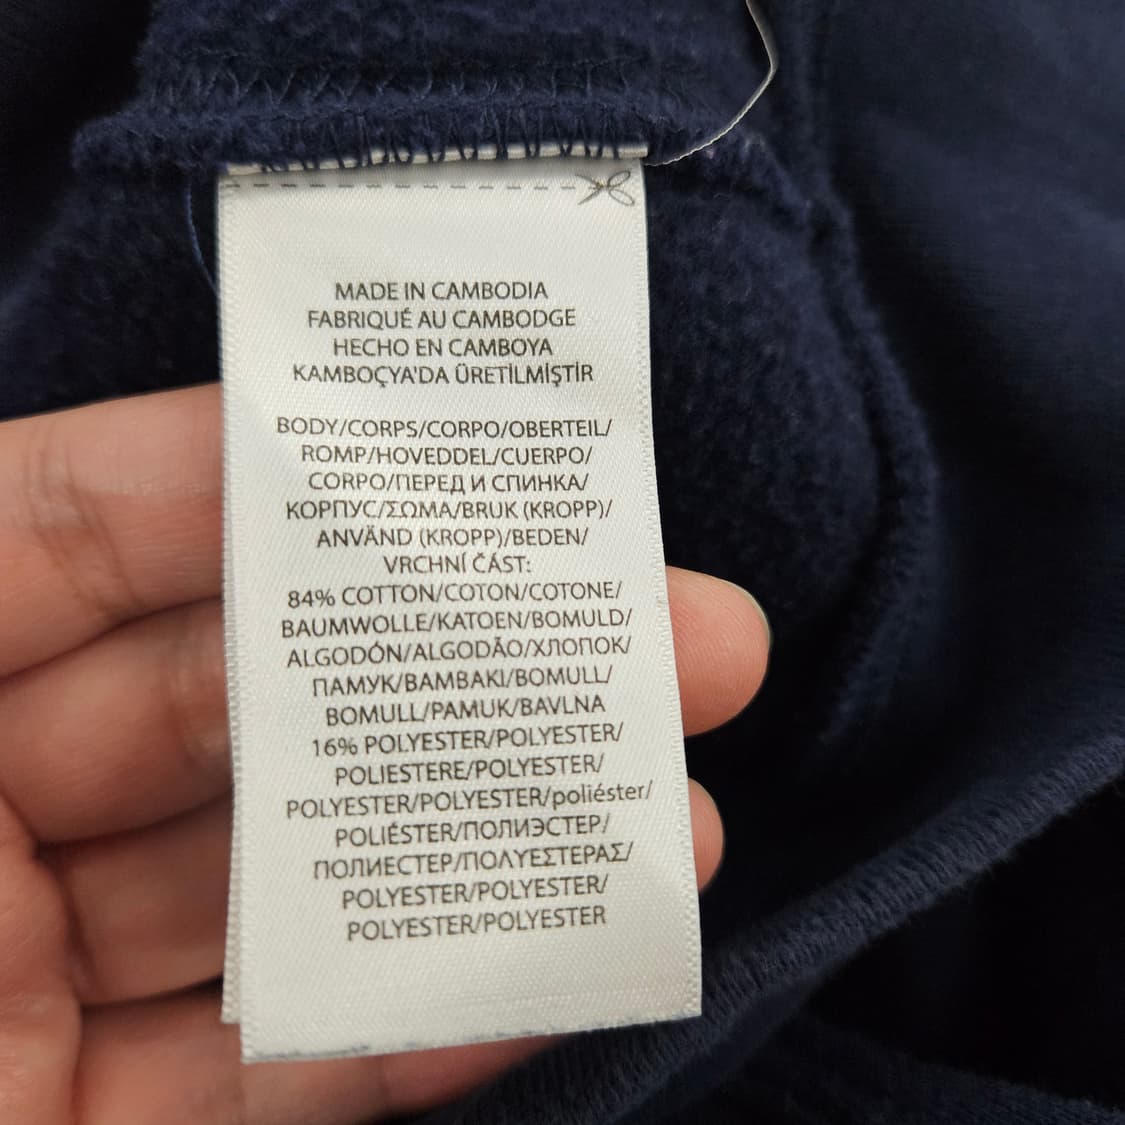 MADE IN CAMBODIA
FABRIQUÉ AU CAMBODGE
HECHO EN CAMBOYA
KAMBOÇYA'DA ÜRETİLMİŞTİR
BODY/CORPS/CORPO/OBERTEIL/
ROMP/HOVEDDEL/CUERPO/
CORPO/ПЕРЕД И СПИНКА/
КОРПУС/ΣΩΜΑ/BRUK (KROPP)/
ANVÄND (KROPP)/BEDEN/
VRCHNÍ ČÁST:
84% COTTON/COTON/COTONE/
BAUMWOLLE/KATOEN/BOMULD/
ALGODÓN/ALGODÃO/ХЛОПОК/
ПАМУК/BAMBAKI/BOMULL/
BOMULL/PAMUK/BAVLNA
16% POLYESTER/POLYESTER/
POLIESTERE/POLYESTER/
POLYESTER/POLYESTER/poliéster/
POLIÉSTER/ПОЛИЭСТЕР/
ПОЛИЕСТЕР/ΠΟΛΥΕΣΤΕΡΑΣ/
POLYESTER/POLYESTER/
POLYESTER/POLYESTER